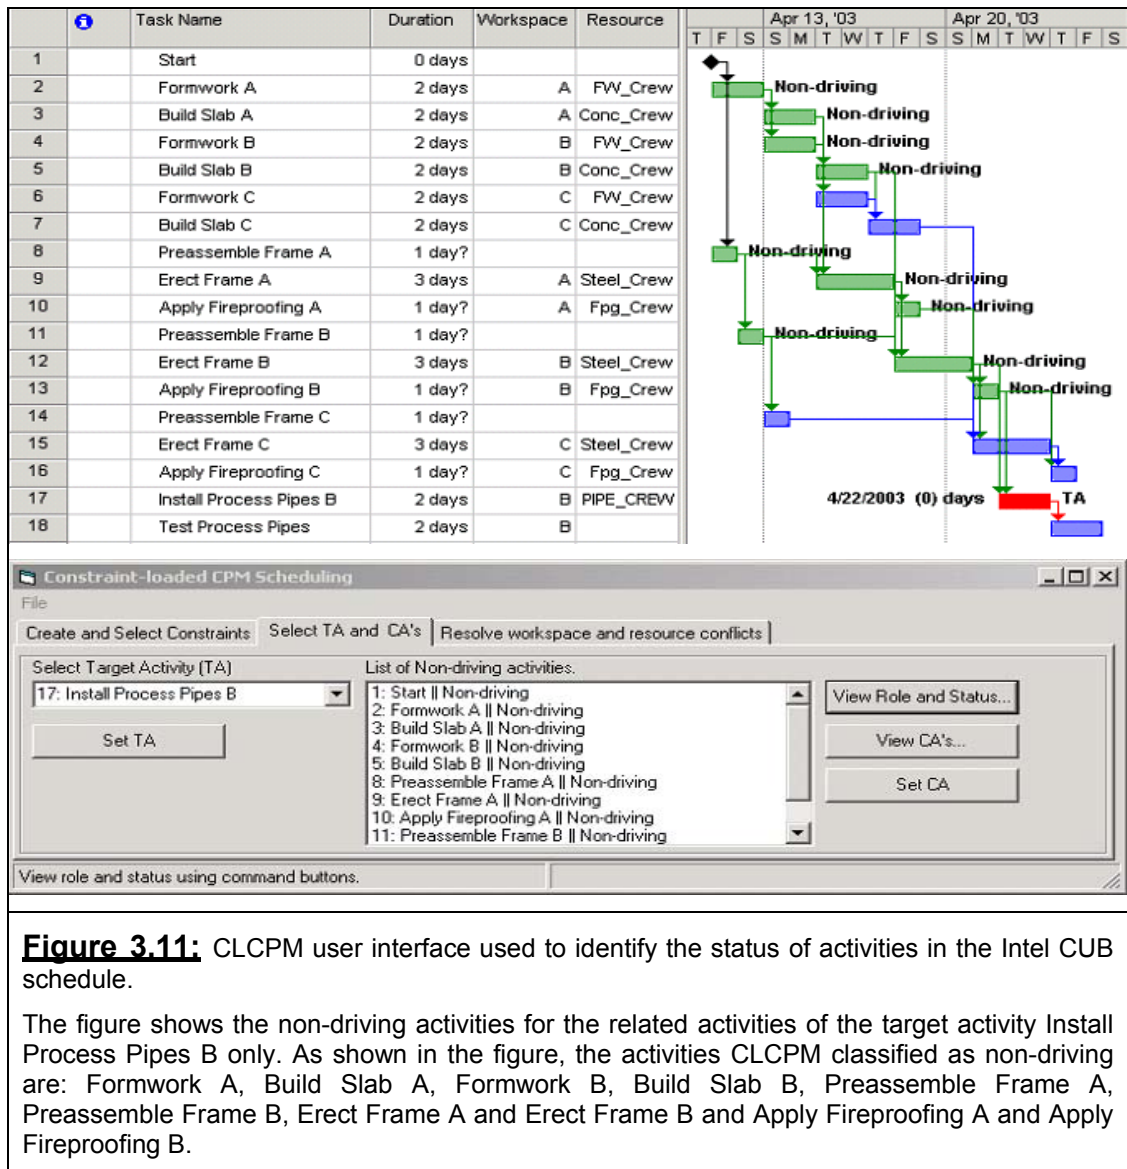 Task Name Duration Workspace Resource Apr 13, '03 Apr 20, '03
T F S S M T W T F S S M T W T F S
1 Start 0 days
2 Formwork A 2 days A FW_Crew Non-driving
3 Build Slab A 2 days A Conc_Crew Non-driving
4 Formwork B 2 days B FW_Crew Non-driving
5 Build Slab B 2 days B Conc_Crew Non-driving
6 Formwork C 2 days C FW_Crew
7 Build Slab C 2 days C Conc_Crew
8 Preassemble Frame A 1 day? Non-driving
9 Erect Frame A 3 days A Steel_Crew Non-driving
10 Apply Fireproofing A 1 day? A Fpg_Crew Non-driving
11 Preassemble Frame B 1 day? Non-driving
12 Erect Frame B 3 days B Steel_Crew Non-driving
13 Apply Fireproofing B 1 day? B Fpg_Crew Non-driving
14 Preassemble Frame C 1 day?
15 Erect Frame C 3 days C Steel_Crew
16 Apply Fireproofing C 1 day? C Fpg_Crew
17 Install Process Pipes B 2 days B PIPE_CREW 4/22/2003 (0) days TA
18 Test Process Pipes 2 days B
Constraint-loaded CPM Scheduling
File
Create and Select Constraints Select TA and CA's Resolve workspace and resource conflicts
Select Target Activity (TA) List of Non-driving activities.
17: Install Process Pipes B
Set TA
1: Start || Non-driving
2: Formwork A || Non-driving
3: Build Slab A || Non-driving
4: Formwork B || Non-driving
5: Build Slab B || Non-driving
8: Preassemble Frame A || Non-driving
9: Erect Frame A || Non-driving
10: Apply Fireproofing A || Non-driving
11: Preassemble Frame B || Non-driving
View Role and Status...
View CA's...
Set CA
View role and status using command buttons.
Figure 3.11: CLCPM user interface used to identify the status of activities in the Intel CUB
schedule.
The figure shows the non-driving activities for the related activities of the target activity Install
Process Pipes B only. As shown in the figure, the activities CLCPM classified as non-driving
are: Formwork A, Build Slab A, Formwork B, Build Slab B, Preassemble Frame A,
Preassemble Frame B, Erect Frame A and Erect Frame B and Apply Fireproofing A and Apply
Fireproofing B.